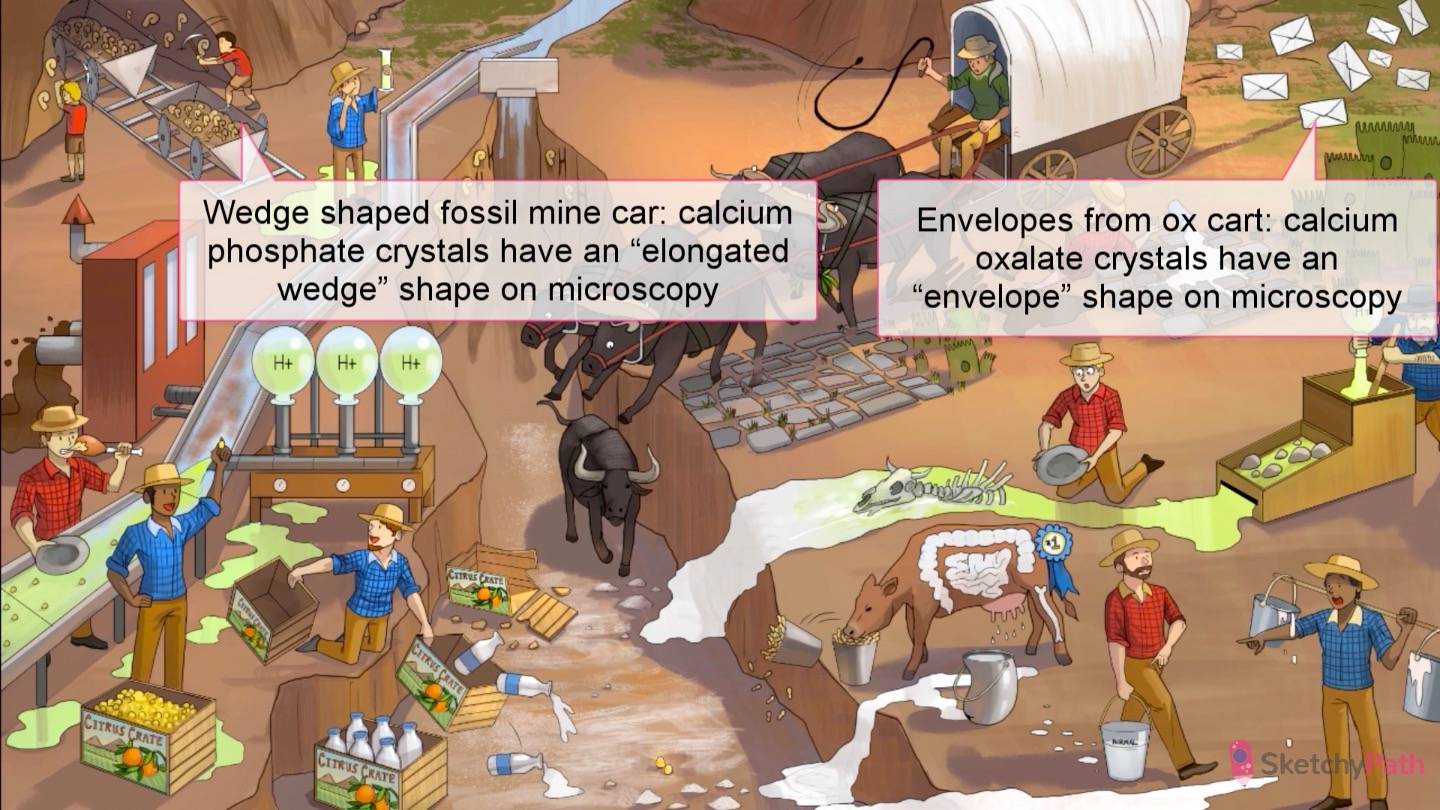 Wedge shaped fossil mine car: calcium
phosphate crystals have an “elongated
wedge” shape on microscopy
Envelopes from ox cart: calcium
oxalate crystals have an
“envelope” shape on microscopy
H+ H+ H+
CITRUS CRATE
CITRUS CRATE
CITRUS CRATE
CITRUS CRATE
CITRUS CRATE
#1
NORMAL
SketchyPath